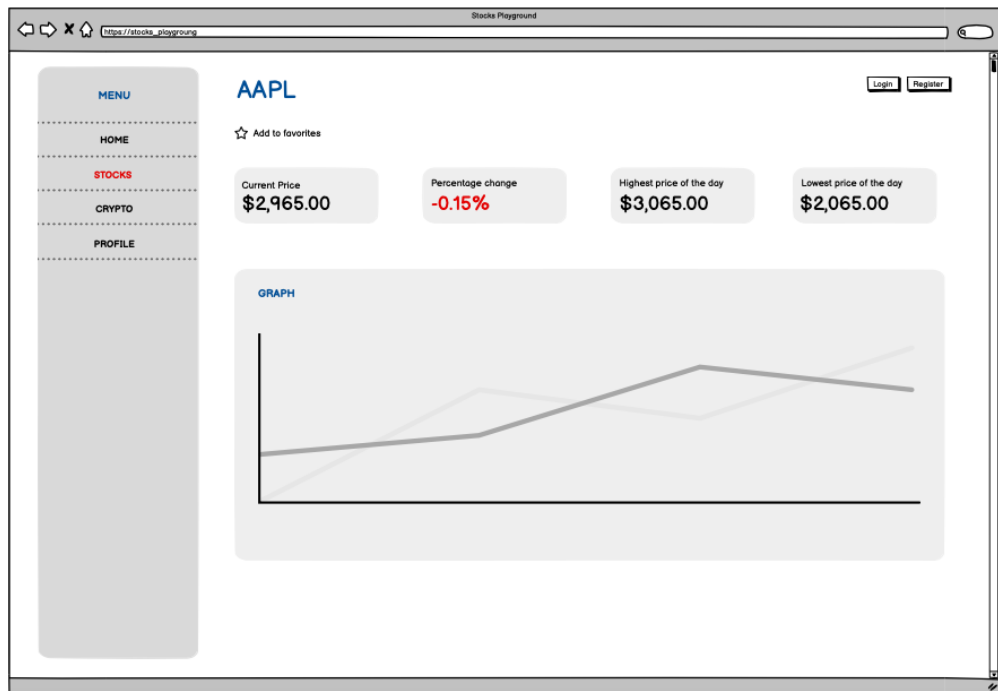 Stocks Playground
https://stocks_playgroung
MENU
HOME
STOCKS
CRYPTO
PROFILE
AAPL
Login
Register
Add to favorites
Current Price
$2,965.00
Percentage change
-0.15%
Highest price of the day
$3,065.00
Lowest price of the day
$2,065.00
GRAPH